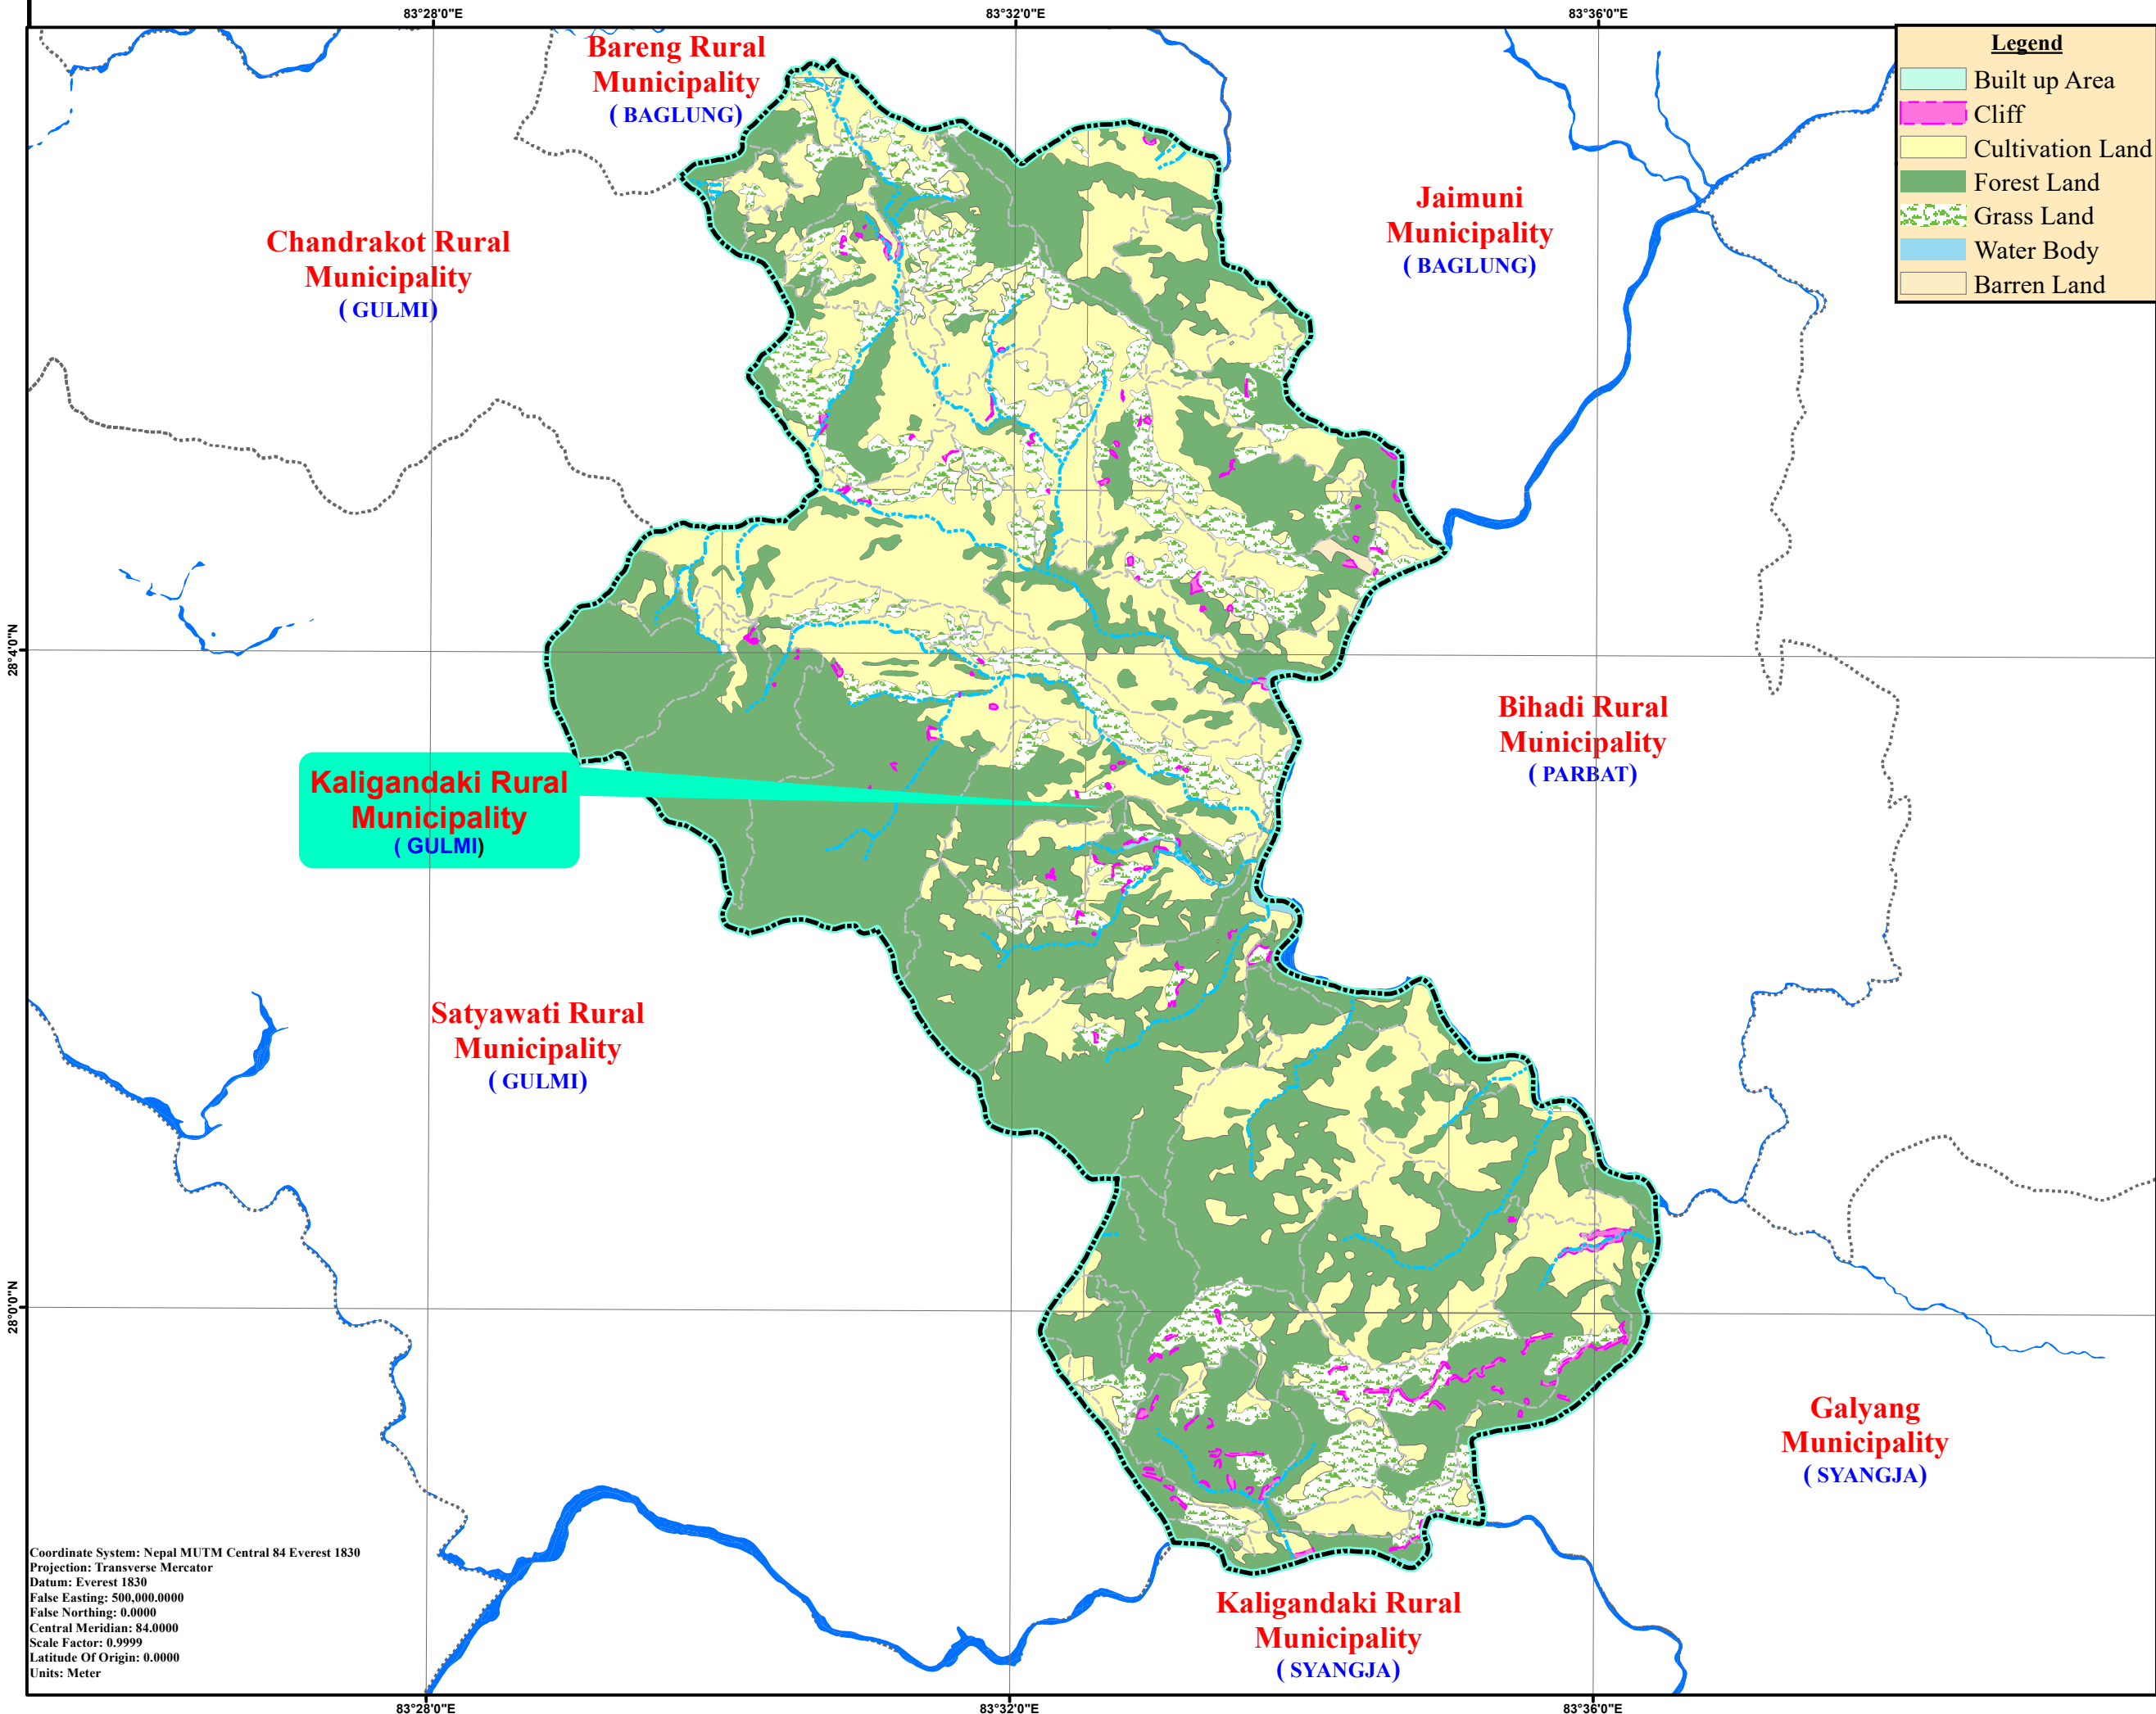 83°28'0"E
83°32'0"E
83°36'0"E
Legend
Built up Area
Cliff
Cultivation Land
Forest Land
Grass Land
Water Body
Barren Land
Bareng Rural
Municipality
( BAGLUNG)
Jaimuni
Municipality
( BAGLUNG)
Chandrakot Rural
Municipality
( GULMI)
28°4'0"N
Bihadi Rural
Municipality
( PARBAT)
Kaligandaki Rural
Municipality
( GULMI)
Satyawati Rural
Municipality
( GULMI)
28°0'0"N
Galyang
Municipality
( SYANGJA)
Kaligandaki Rural
Municipality
( SYANGJA)
Coordinate System: Nepal MUTM Central 84 Everest 1830
Projection: Transverse Mercator
Datum: Everest 1830
False Easting: 500,000.0000
False Northing: 0.0000
Central Meridian: 84.0000
Scale Factor: 0.9999
Latitude Of Origin: 0.0000
Units: Meter
83°28'0"E
83°32'0"E
83°36'0"E